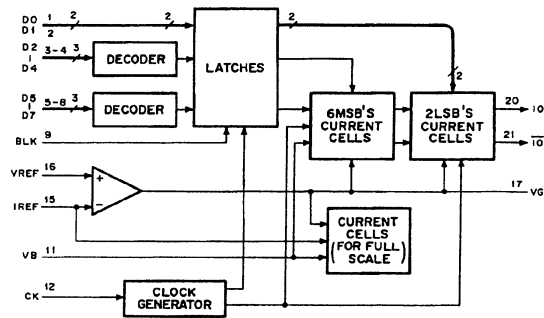 D0 1 2 2 2
D1 2
D2 3-4 3
D4
DECODER
LATCHES
D5 5-8 3
D7
DECODER
2
6MSB'S
CURRENT
CELLS
2LSB'S
CURRENT
CELLS
20 IO
21 IO
BLK 9
VREF 16
+
IREF 15
-
17 VG
VB 11
CURRENT
CELLS
(FOR FULL
SCALE)
CK 12
CLOCK
GENERATOR